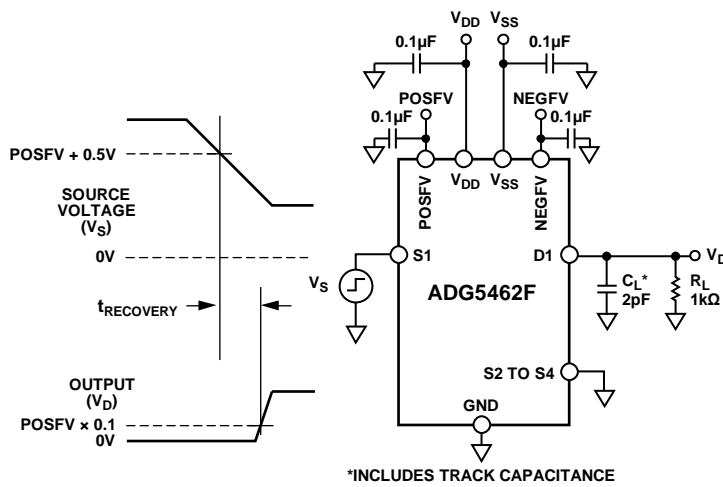 V_DD
V_SS
0.1µF
0.1µF
POSFV
NEGFV
0.1µF
0.1µF
POSFV
V_DD
V_SS
NEGFV
POSFV + 0.5V
SOURCE
VOLTAGE
(V_S)
0V
t_RECOVERY
OUTPUT
(V_D)
POSFV × 0.1
0V
S1
V_S
ADG5462F
D1
V_D
C_L*
2pF
R_L
1kΩ
S2 TO S4
GND
*INCLUDES TRACK CAPACITANCE